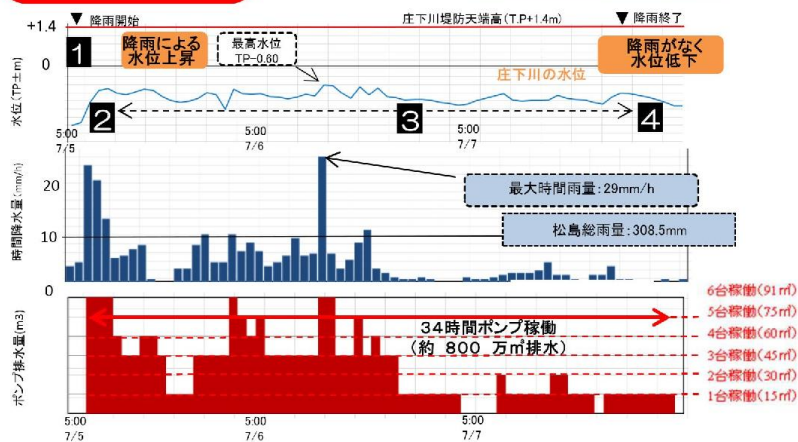 ▼ 降雨開始
庄下川堤防天端高(T.P+1.4m)
▼ 降雨終了
+1.4
1
降雨による
水位上昇
最高水位
TP-0.60
降雨がなく
水位低下
0
庄下川の水位
水位(TP±m)
2
3
4
5:00
7/5
5:00
7/6
5:00
7/7
時間降水量(mm/h)
20
10
0
最大時間雨量:29mm/h
松島総雨量:308.5mm
ポンプ排水量(m3)
34時間ポンプ稼働
(約 800 万㎥排水)
6台稼働(91㎥)
5台稼働(75㎥)
4台稼働(60㎥)
3台稼働(45㎥)
2台稼働(30㎥)
1台稼働(15㎥)
5:00
7/5
5:00
7/6
5:00
7/7